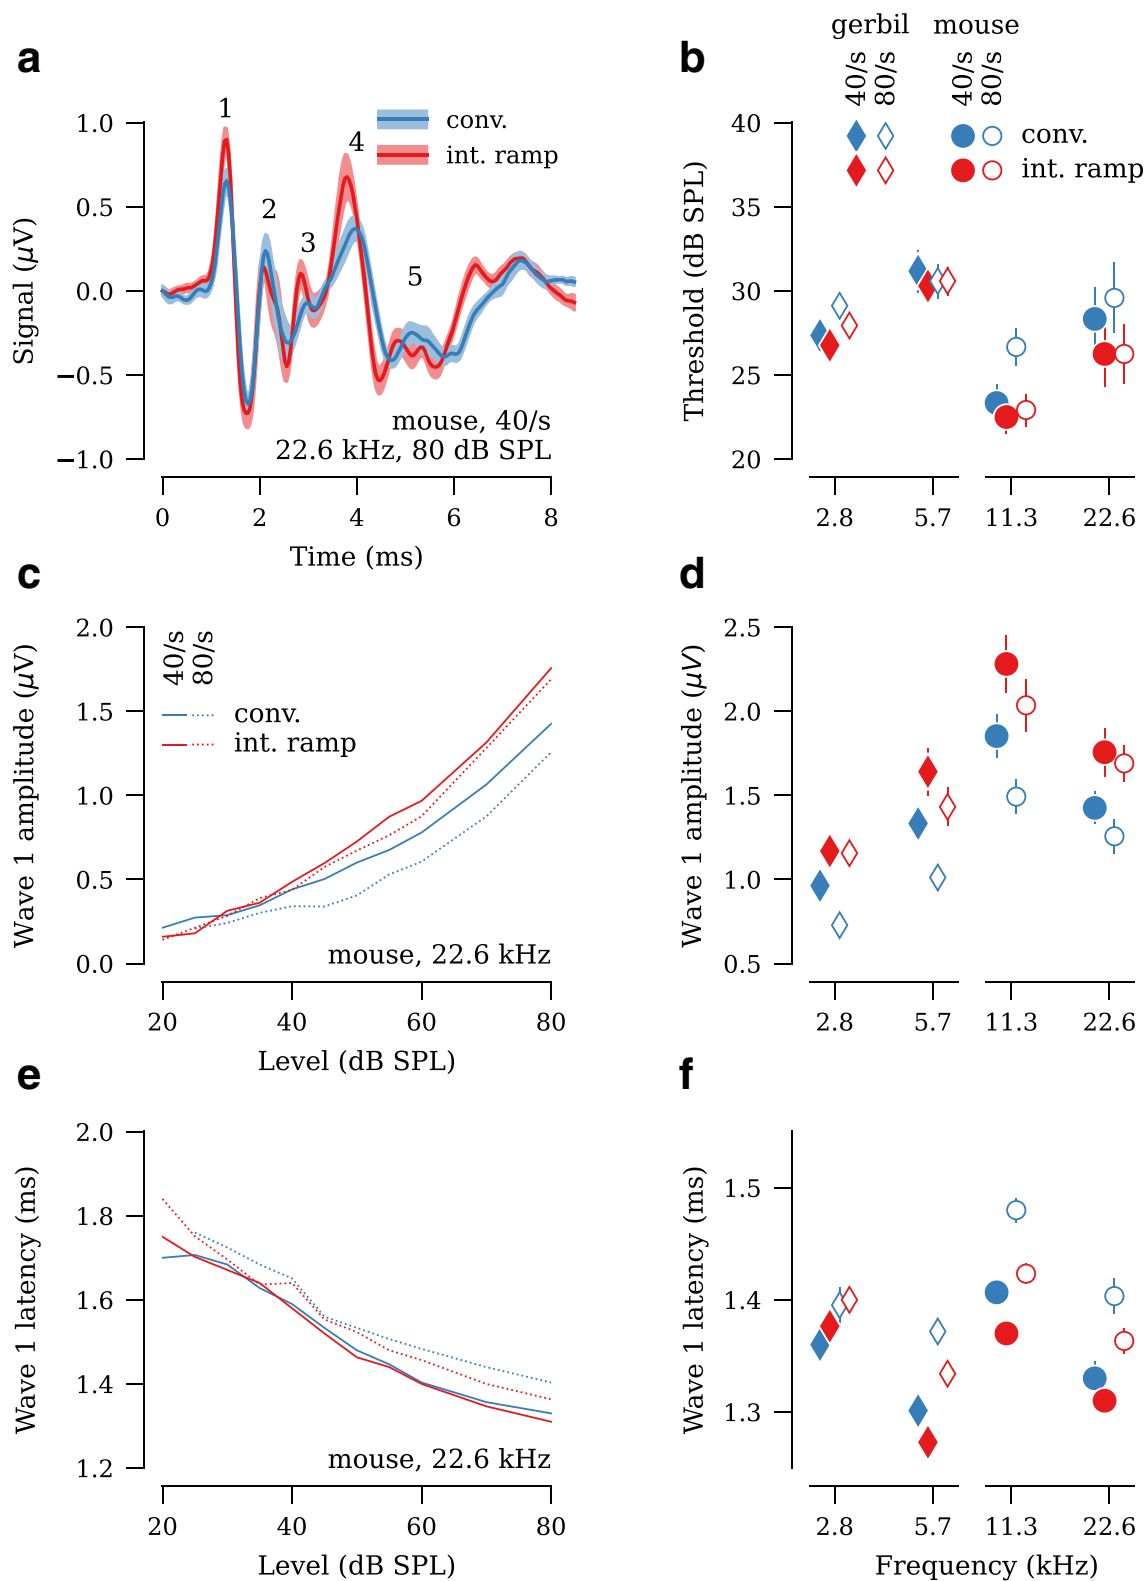 a
1
2
3
4
5
conv.
int. ramp
1.0
0.5
0.0
−0.5
−1.0
Signal (μV)
mouse, 40/s
22.6 kHz, 80 dB SPL
0 2 4 6 8
Time (ms)
b
gerbil mouse
40/s 80/s 40/s 80/s
conv.
int. ramp
40
35
30
25
20
Threshold (dB SPL)
2.8 5.7 11.3 22.6
c
40/s 80/s
conv.
int. ramp
2.0
1.5
1.0
0.5
0.0
Wave 1 amplitude (μV)
mouse, 22.6 kHz
20 40 60 80
Level (dB SPL)
d
2.5
2.0
1.5
1.0
0.5
Wave 1 amplitude (μV)
2.8 5.7 11.3 22.6
e
2.0
1.8
1.6
1.4
1.2
Wave 1 latency (ms)
mouse, 22.6 kHz
20 40 60 80
Level (dB SPL)
f
1.5
1.4
1.3
Wave 1 latency (ms)
2.8 5.7 11.3 22.6
Frequency (kHz)